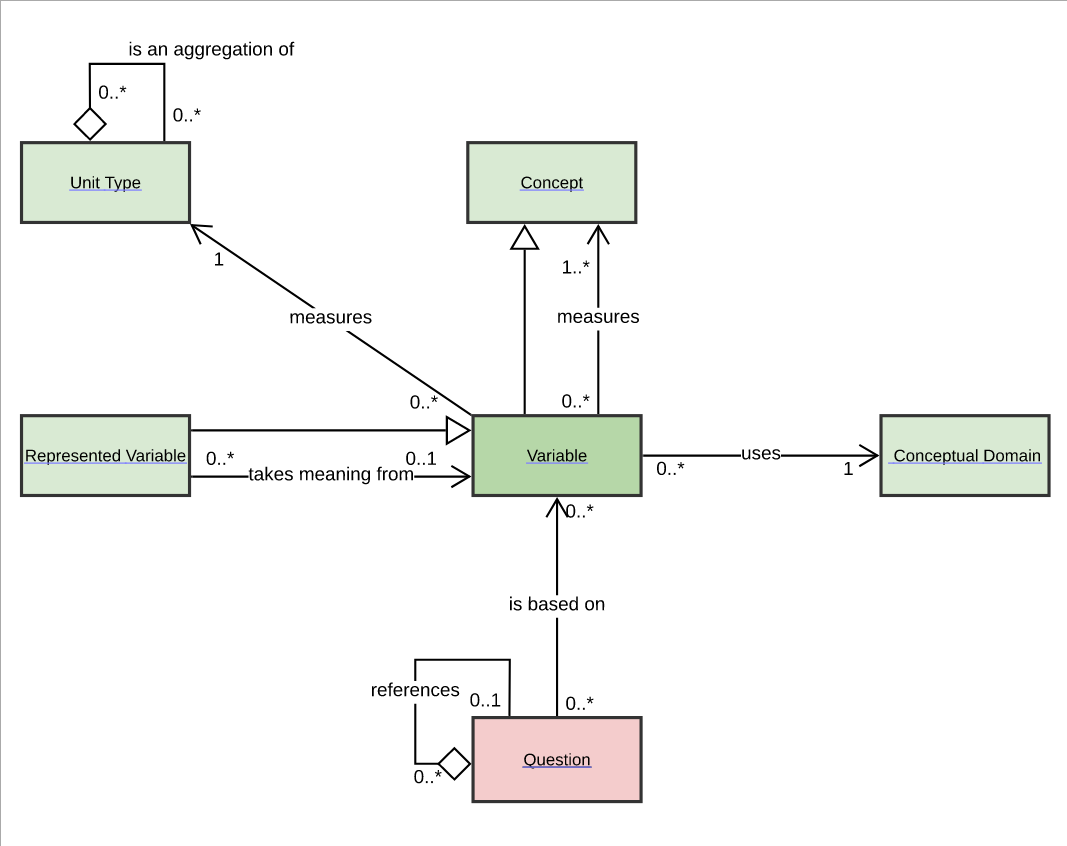 is an aggregation of
0..*
0..*
Unit Type
Concept
1
1..*
measures
measures
0..*
0..*
Represented Variable
0..*
0..1
takes meaning from
Variable
uses
0..*
1
Conceptual Domain
0..*
is based on
references
0..1
0..*
Question
0..*